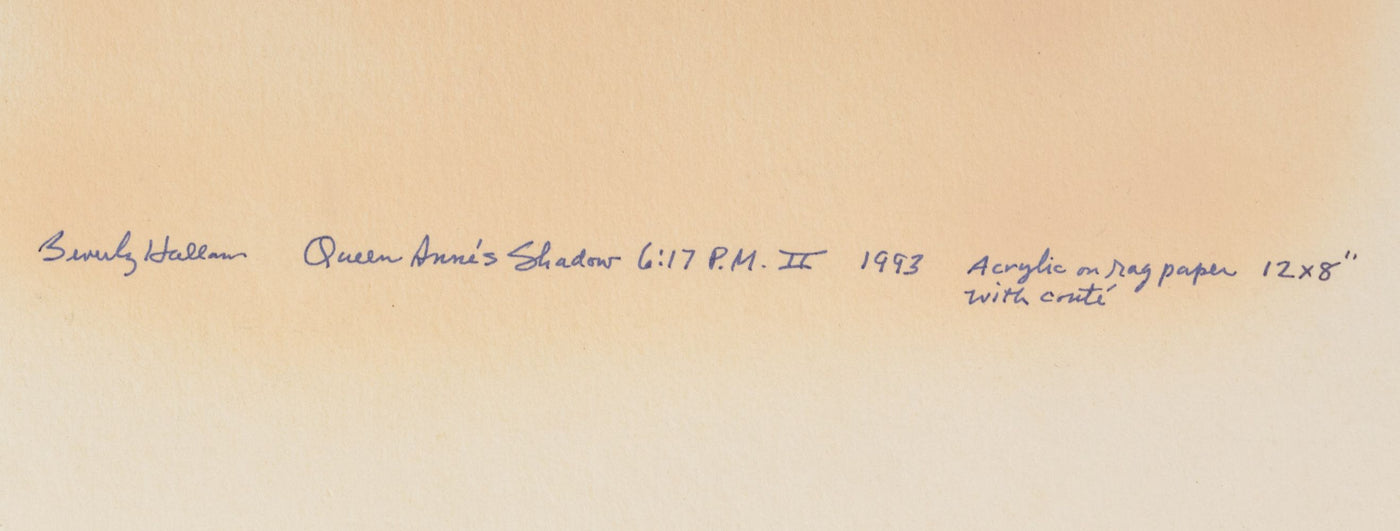 Beverly Hallam Queen Anne's Shadow 6:17 P.M. II 1993 Acrylic on rag paper 12x8"
with conté